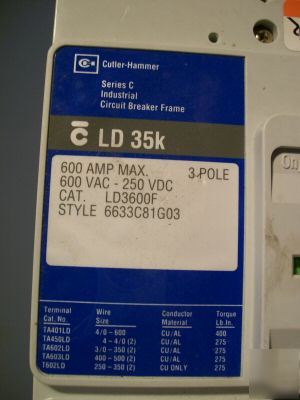 Cutler-Hammer
Series C
Industrial
Circuit Breaker Frame
C LD 35k
600 AMP MAX. 3 POLE
600 VAC - 250 VDC
CAT. LD3600F
STYLE 6633C81G03
Terminal Wire Conductor Torque
Cat. No. Size Material Lb In.
TA401LD 4/0 - 600 CU/AL 400
TA450LD 4 - 4/0 (2) CU/AL 275
TA602LD 3/0 - 350 (2) CU/AL 275
TA603LD 400 - 500 (2) CU/AL 275
T602LD 250 - 350 (2) CU ONLY 275
On